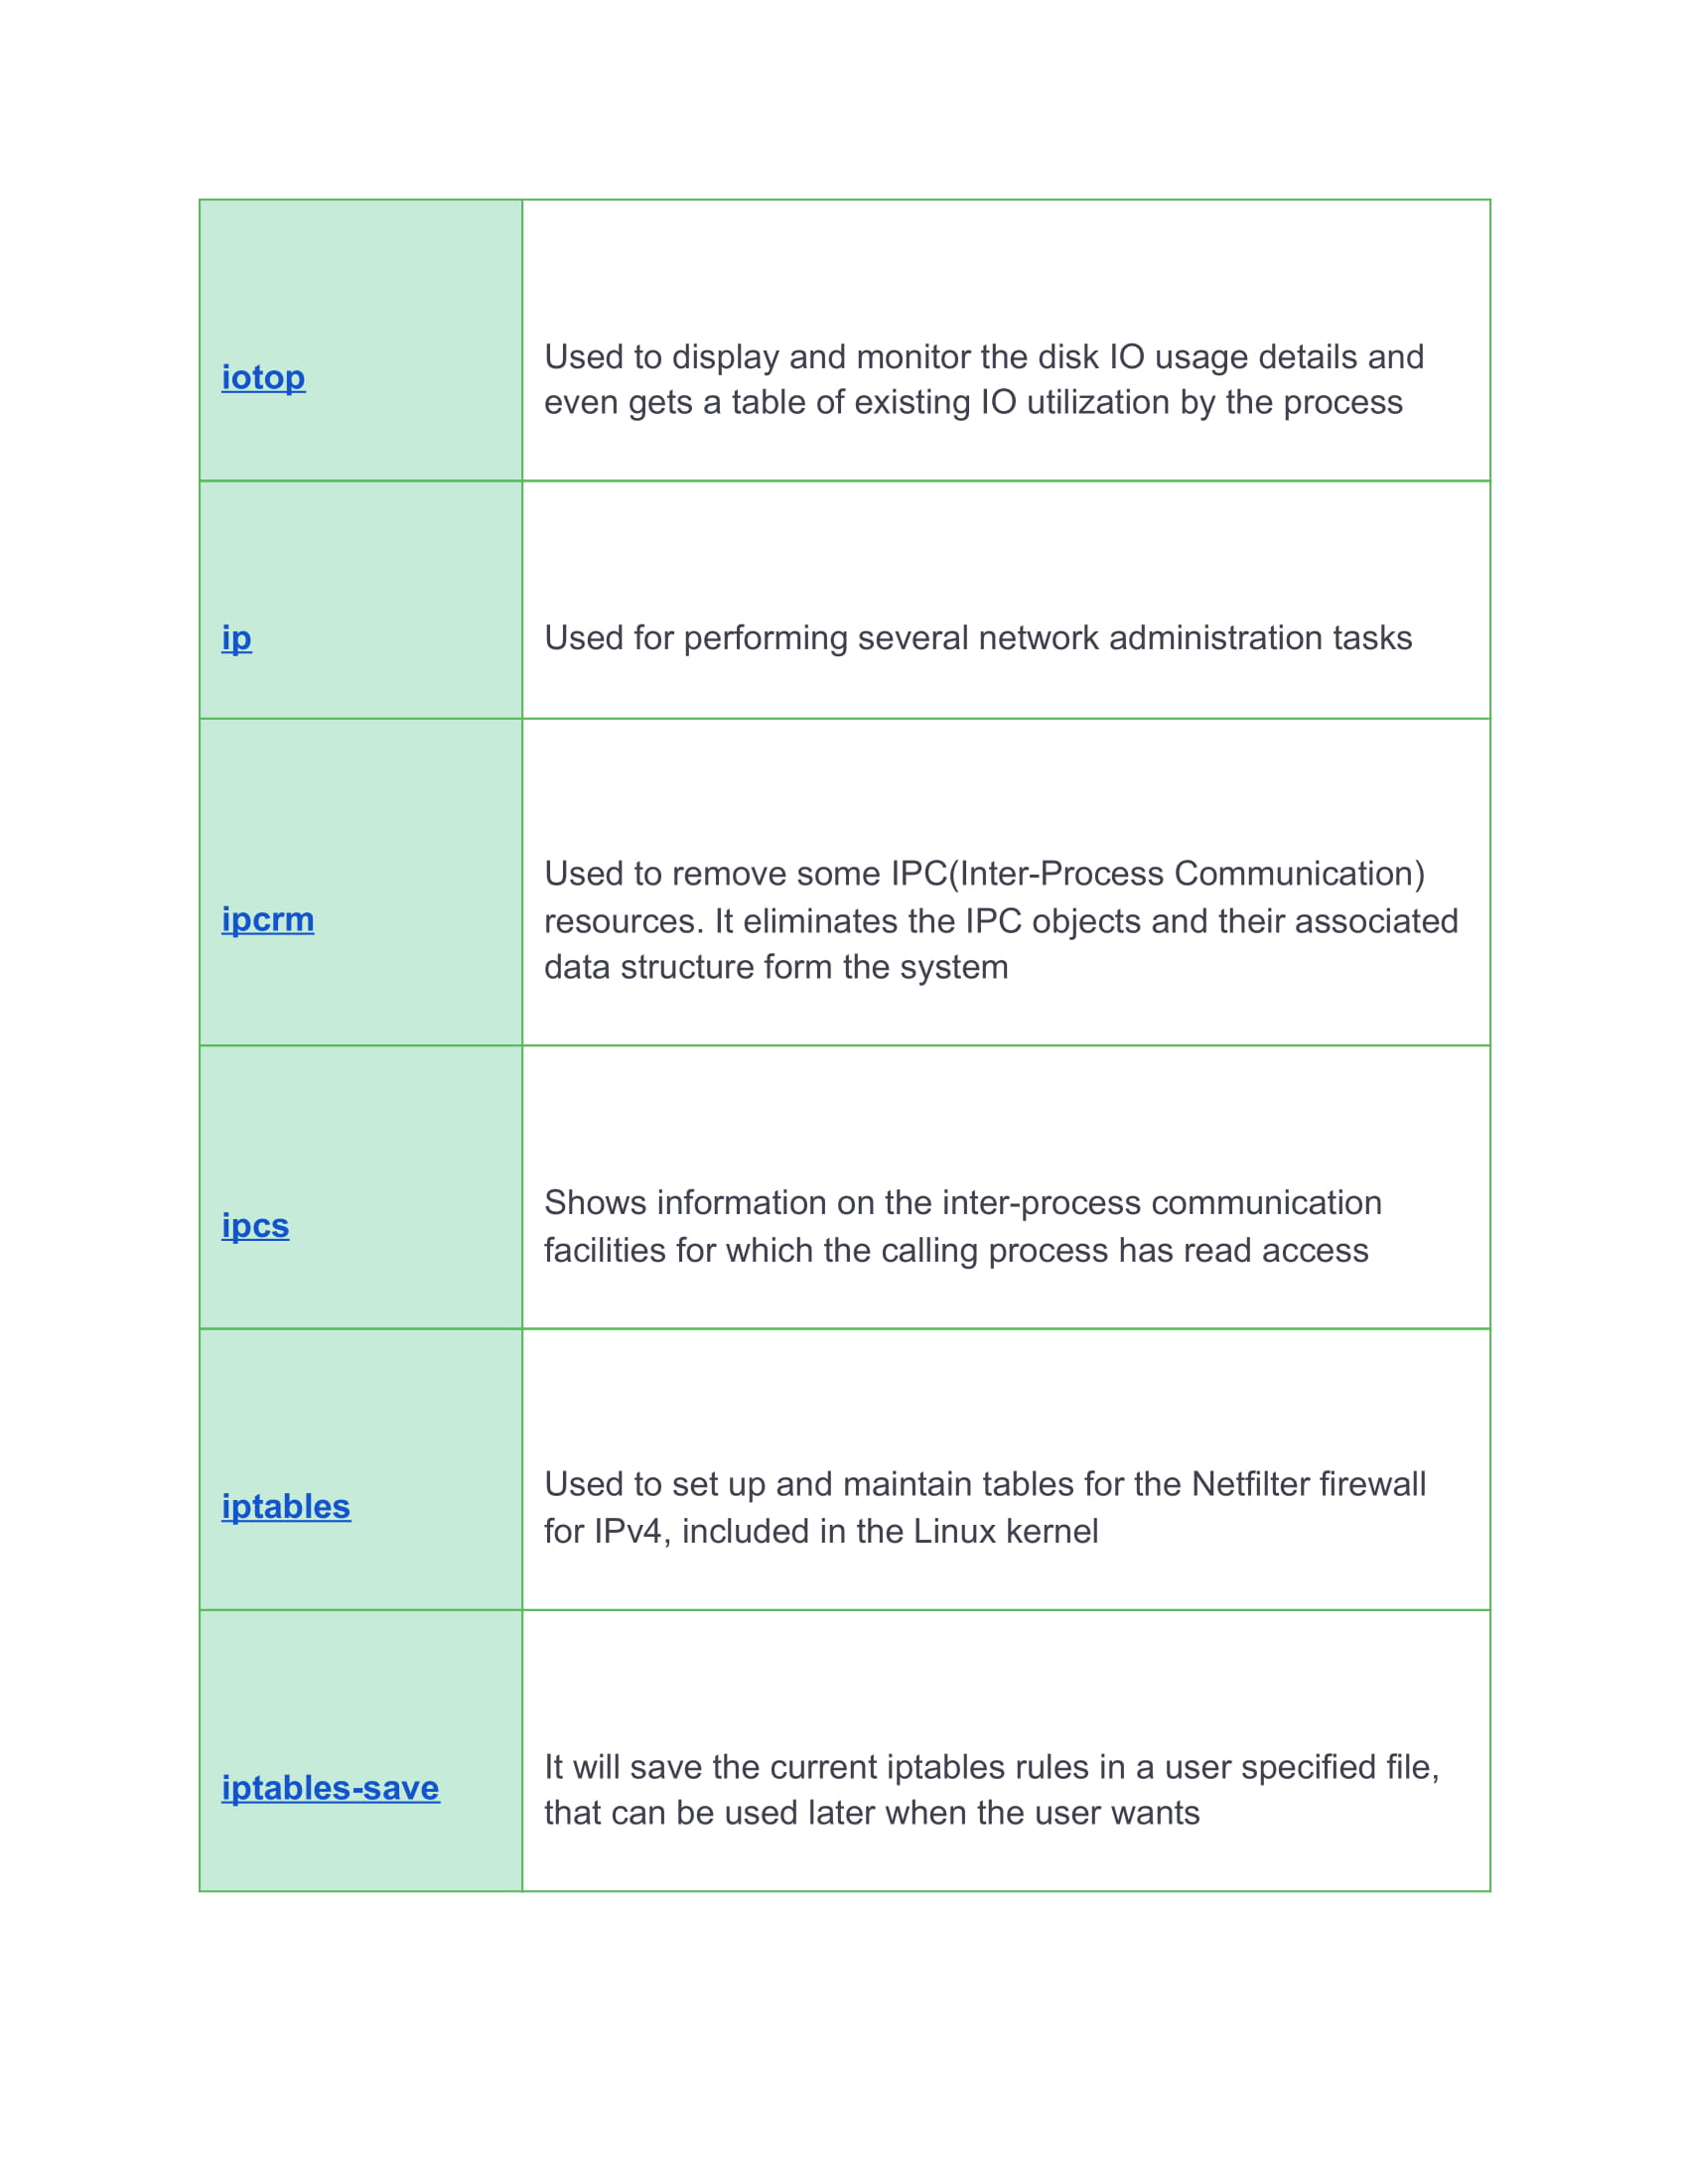 iotop
Used to display and monitor the disk IO usage details and
even gets a table of existing IO utilization by the process
ip
Used for performing several network administration tasks
ipcrm
Used to remove some IPC(Inter-Process Communication)
resources. It eliminates the IPC objects and their associated
data structure form the system
ipcs
Shows information on the inter-process communication
facilities for which the calling process has read access
iptables
Used to set up and maintain tables for the Netfilter firewall
for IPv4, included in the Linux kernel
iptables-save
It will save the current iptables rules in a user specified file,
that can be used later when the user wants